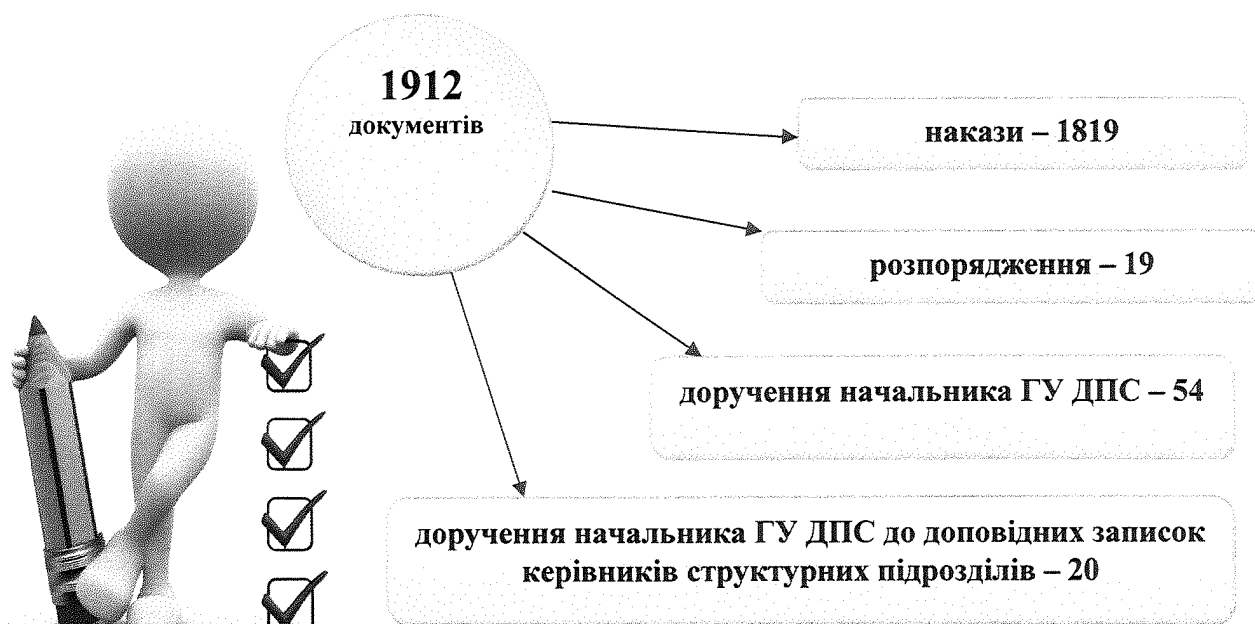 1912
документів
накази – 1819
розпорядження – 19
доручення начальника ГУ ДПС – 54
доручення начальника ГУ ДПС до доповідних записок
керівників структурних підрозділів – 20